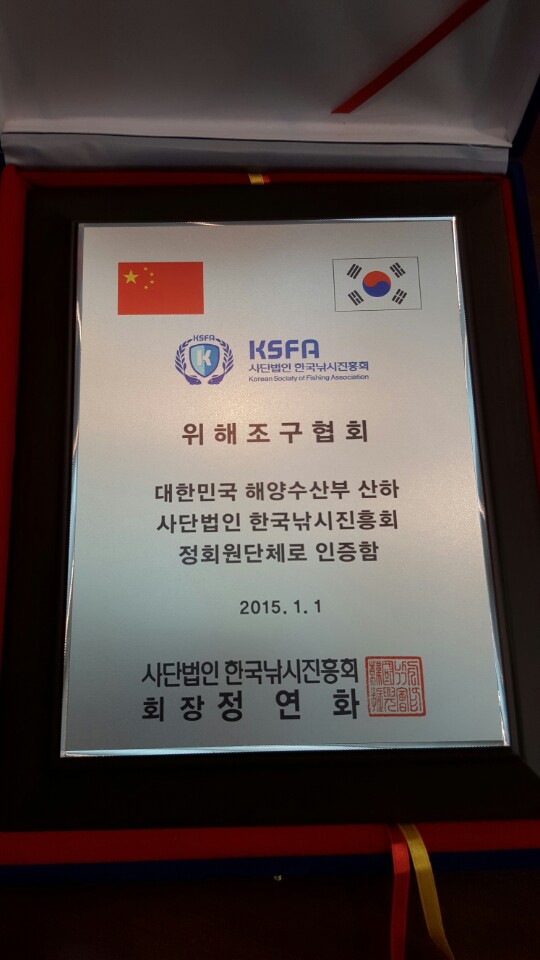 KSFA
K
KSFA
사단법인 한국낚시진흥회
Korean Society of Fishing Association
위해조구협회
대한민국 해양수산부 산하
사단법인 한국낚시진흥회
정회원단체로 인증함
2015. 1. 1
사단법인 한국낚시진흥회
회 장 정 연 화